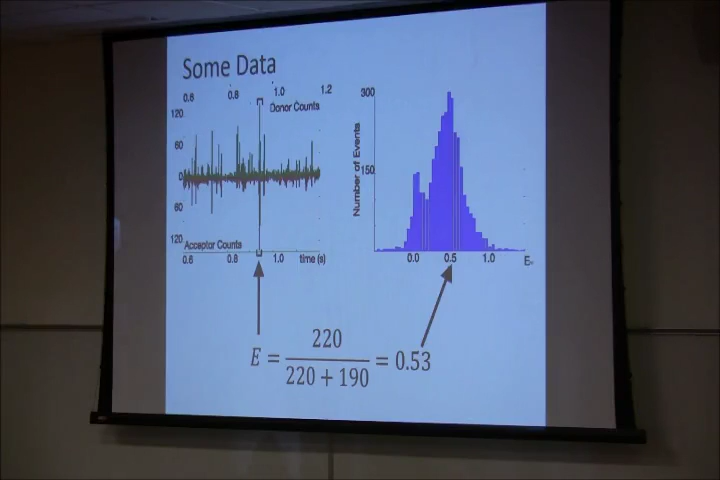 Some Data
0.6 0.8 1.0 1.2
Donor Counts
120
60
0
60
120
Acceptor Counts
0.6 0.8 1.0 time (s)
300
150
Number of Events
0.0 0.5 1.0
E = 220 / (220 + 190) = 0.53